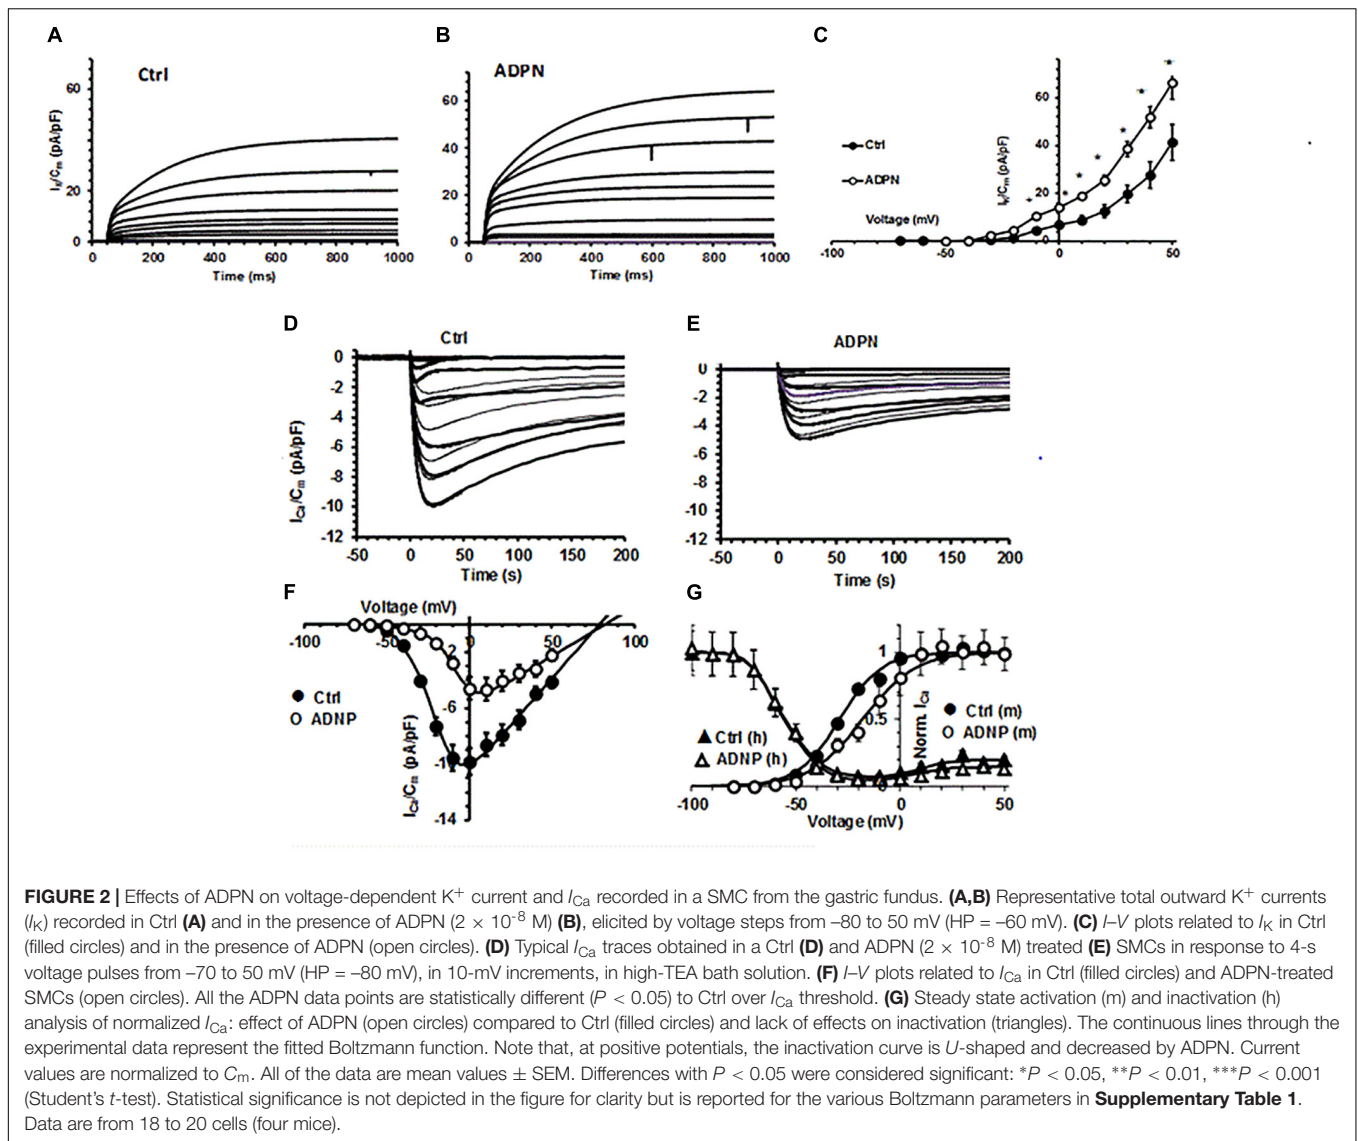 A
B
C
Ctrl
I_K/C_m (pA/pF)
60
20
0
0 200 400 600 800 1000
Time (ms)
ADPN
60
40
20
0
0 200 400 600 800 1000
Time (ms)
Ctrl
ADPN
Voltage (mV)
I_K/C_m (pA/pF)
60
40
20
0
-100 -50 0 50
* * * * * * *
D
E
Ctrl
I_Ca/C_m (pA/pF)
0
-2
-4
-6
-8
-10
-12
-50 0 50 100 150 200
Time (s)
ADPN
0
-2
-4
-6
-8
-10
-12
-50 0 50 100 150 200
Time (s)
F
G
Voltage (mV)
-100 -50 0 50 100
2
-6
-14
I_Ca/C_m (pA/pF)
Ctrl
ADNP
1
0.5
0
Norm. I_Ca
Ctrl (h)
ADNP (h)
Ctrl (m)
ADNP (m)
-100 -50 0 50
Voltage (mV)
FIGURE 2 | Effects of ADPN on voltage-dependent K⁺ current and I_Ca recorded in a SMC from the gastric fundus. (A,B) Representative total outward K⁺ currents
(I_K) recorded in Ctrl (A) and in the presence of ADPN (2 × 10⁻⁸ M) (B), elicited by voltage steps from –80 to 50 mV (HP = –60 mV). (C) I–V plots related to I_K in Ctrl
(filled circles) and in the presence of ADPN (open circles). (D) Typical I_Ca traces obtained in a Ctrl (D) and ADPN (2 × 10⁻⁸ M) treated (E) SMCs in response to 4-s
voltage pulses from –70 to 50 mV (HP = –80 mV), in 10-mV increments, in high-TEA bath solution. (F) I–V plots related to I_Ca in Ctrl (filled circles) and ADPN-treated
SMCs (open circles). All the ADPN data points are statistically different (P < 0.05) to Ctrl over I_Ca threshold. (G) Steady state activation (m) and inactivation (h)
analysis of normalized I_Ca: effect of ADPN (open circles) compared to Ctrl (filled circles) and lack of effects on inactivation (triangles). The continuous lines through the
experimental data represent the fitted Boltzmann function. Note that, at positive potentials, the inactivation curve is U-shaped and decreased by ADPN. Current
values are normalized to C_m. All of the data are mean values ± SEM. Differences with P < 0.05 were considered significant: *P < 0.05, **P < 0.01, ***P < 0.001
(Student's t-test). Statistical significance is not depicted in the figure for clarity but is reported for the various Boltzmann parameters in Supplementary Table 1.
Data are from 18 to 20 cells (four mice).